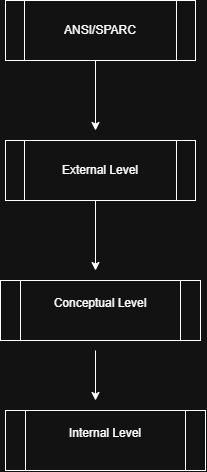 ANSI/SPARC
External Level
Conceptual Level
Internal Level